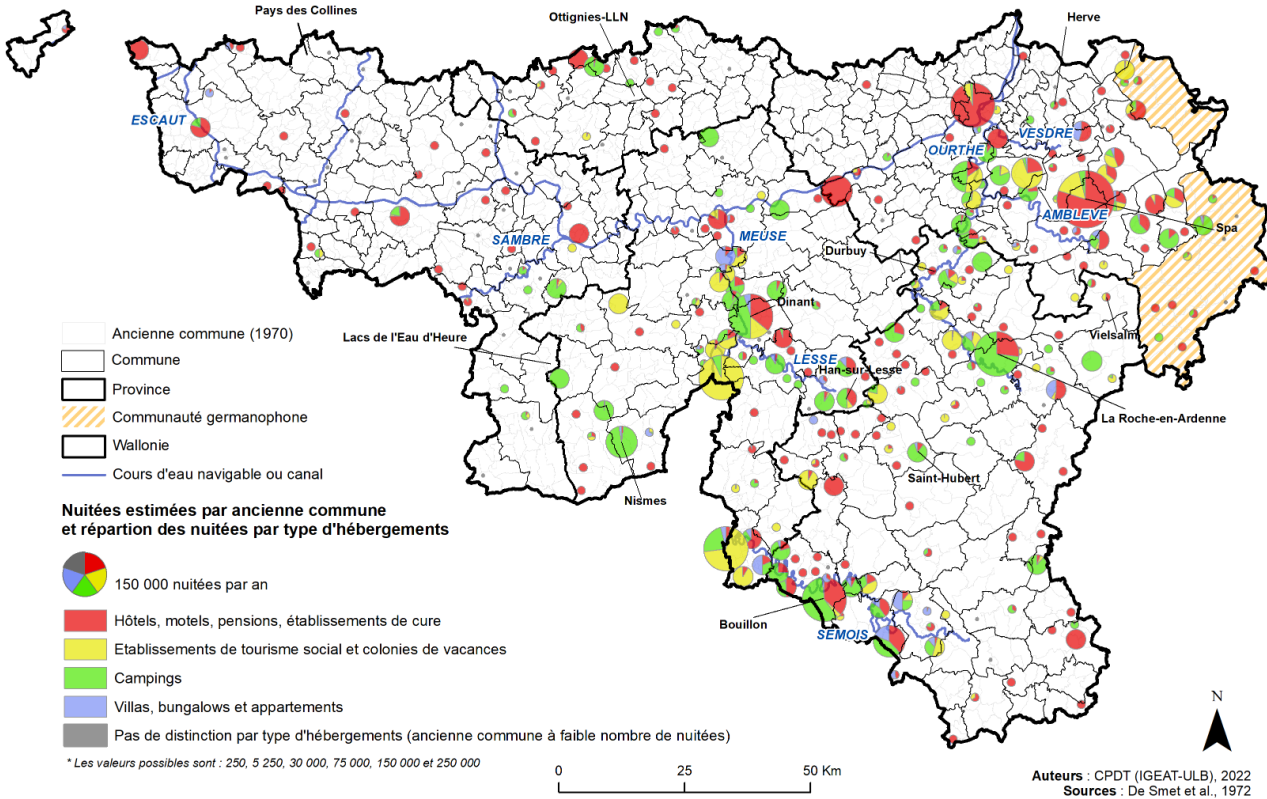 Pays des Collines
Ottignies-LLN
Herve
ESCAUT
VESDRE
OURTHE
AMBLEVE
Spa
SAMBRE
MEUSE
Durbuy
Dinant
Vielsalm
Lacs de l'Eau d'Heure
LESSE
Han-sur-Lesse
La Roche-en-Ardenne
Saint-Hubert
Nismes
Bouillon
SEMOIS
Ancienne commune (1970)
Commune
Province
Communauté germanophone
Wallonie
Cours d'eau navigable ou canal
Nuitées estimées par ancienne commune
et répartion des nuitées par type d'hébergements
150 000 nuitées par an
Hôtels, motels, pensions, établissements de cure
Etablissements de tourisme social et colonies de vacances
Campings
Villas, bungalows et appartements
Pas de distinction par type d'hébergements (ancienne commune à faible nombre de nuitées)
* Les valeurs possibles sont : 250, 5 250, 30 000, 75 000, 150 000 et 250 000
0 25 50 Km
N
Auteurs : CPDT (IGEAT-ULB), 2022
Sources : De Smet et al., 1972